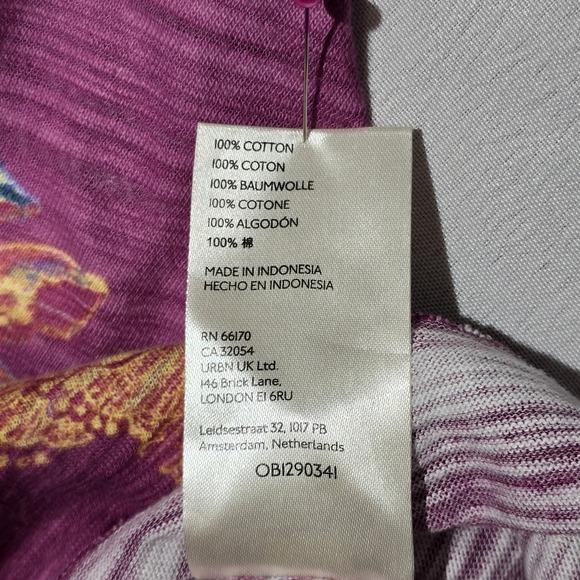 100% COTTON
100% COTON
100% BAUMWOLLE
100% COTONE
100% ALGODÓN
100% 棉
MADE IN INDONESIA
HECHO EN INDONESIA
RN 66170
CA 32054
URBN UK Ltd.
146 Brick Lane,
LONDON E1 6RU
Leidsestraat 32, 1017 PB
Amsterdam, Netherlands
OB1290341